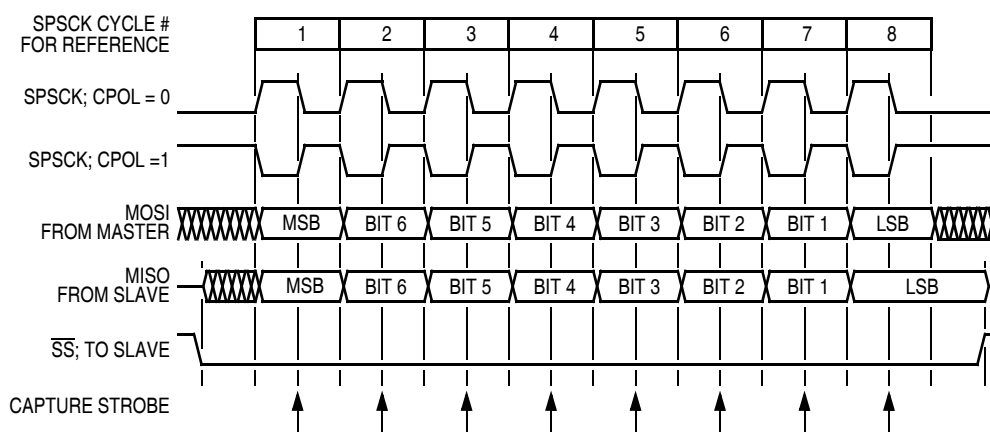 SPSCK CYCLE #
FOR REFERENCE
1 2 3 4 5 6 7 8
SPSCK; CPOL = 0
SPSCK; CPOL =1
MOSI
FROM MASTER
MSB BIT 6 BIT 5 BIT 4 BIT 3 BIT 2 BIT 1 LSB
MISO
FROM SLAVE
MSB BIT 6 BIT 5 BIT 4 BIT 3 BIT 2 BIT 1 LSB
SS; TO SLAVE
CAPTURE STROBE